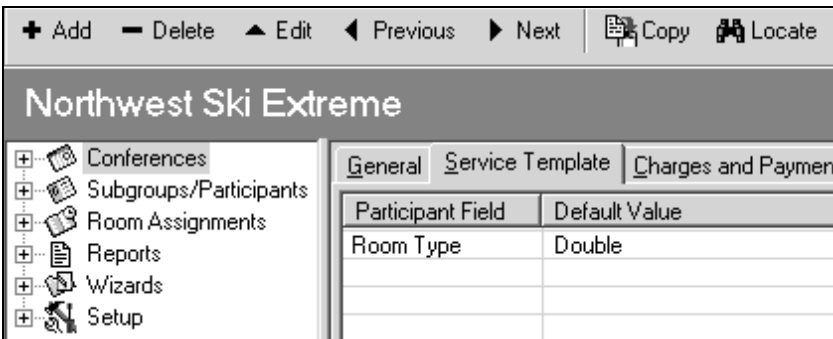 Add Delete Edit Previous Next Copy Locate
Northwest Ski Extreme
Conferences
Subgroups/Participants
Room Assignments
Reports
Wizards
Setup
General Service Template Charges and Paymen
Participant Field Default Value
Room Type Double